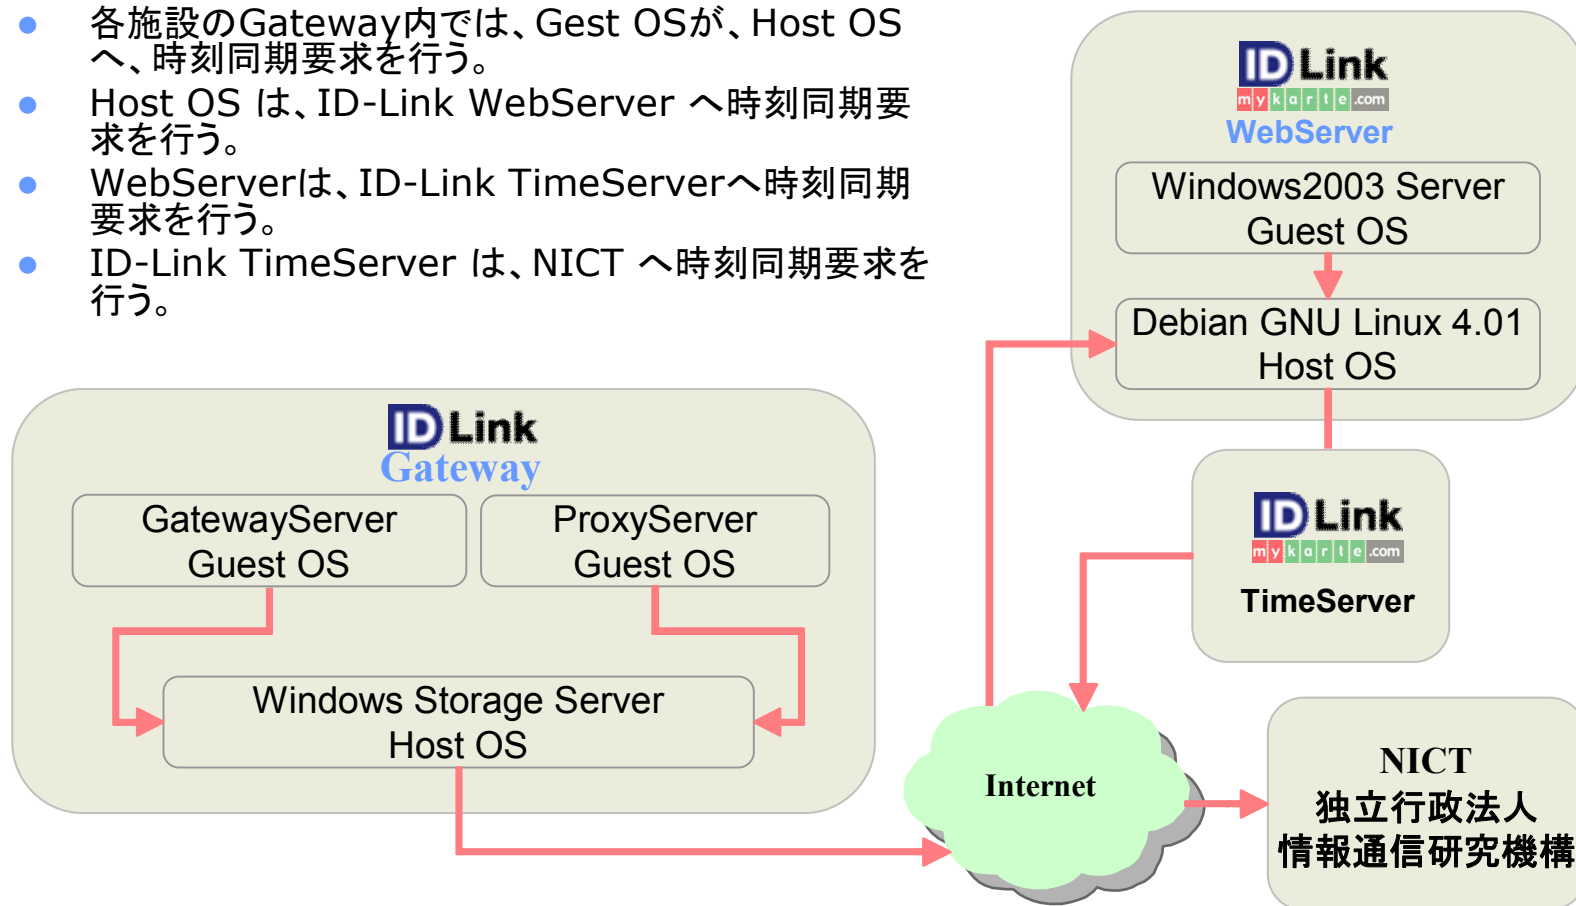 各施設のGateway内では、Gest OSが、Host OS
へ、時刻同期要求を行う。
Host OS は、ID-Link WebServer へ時刻同期要
求を行う。
WebServerは、ID-Link TimeServerへ時刻同期
要求を行う。
ID-Link TimeServer は、NICT へ時刻同期要求を
行う。
ID Link
mykarte.com
WebServer
Windows2003 Server
Guest OS
Debian GNU Linux 4.01
Host OS
ID Link
Gateway
GatewayServer
Guest OS
ProxyServer
Guest OS
Windows Storage Server
Host OS
ID Link
mykarte.com
TimeServer
Internet
NICT
独立行政法人
情報通信研究機構